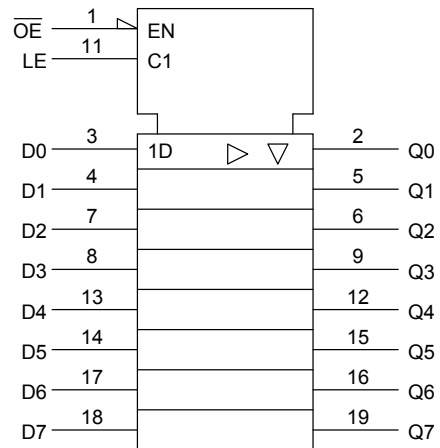 O̅E̅ 1 EN
LE 11 C1
D0 3 1D 2 Q0
D1 4 5 Q1
D2 7 6 Q2
D3 8 9 Q3
D4 13 12 Q4
D5 14 15 Q5
D6 17 16 Q6
D7 18 19 Q7